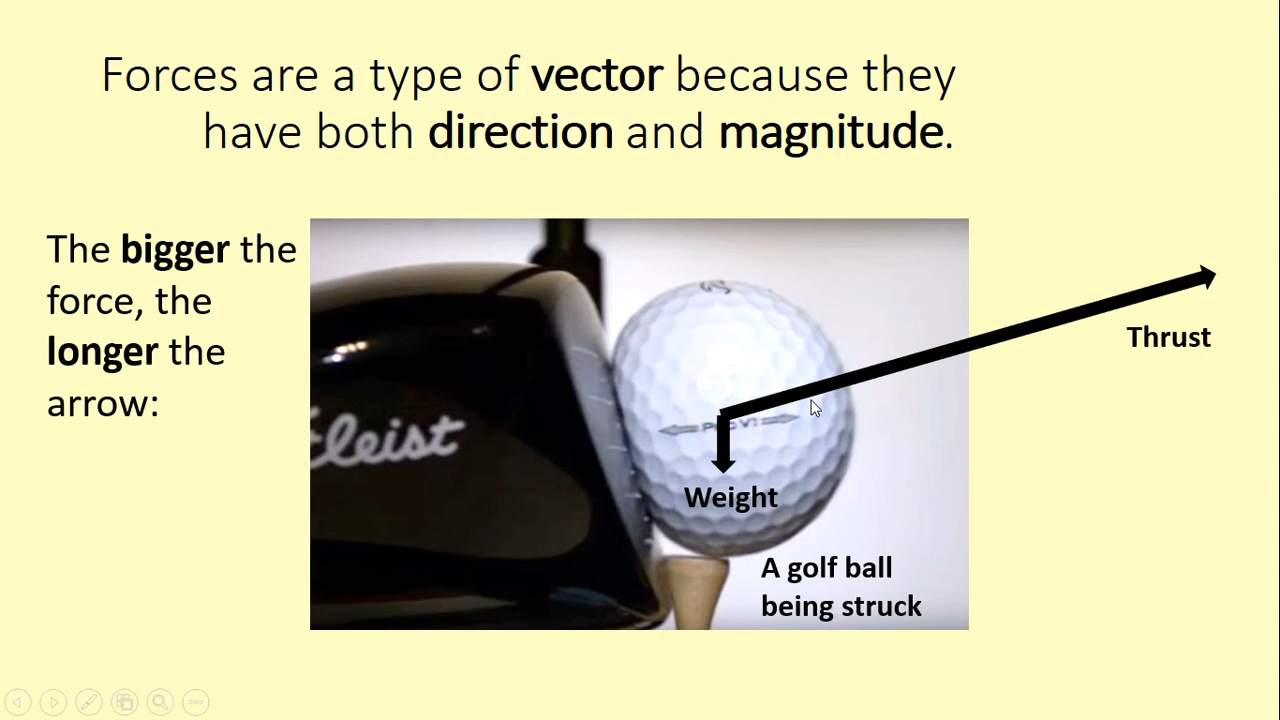 Forces are a type of vector because they
have both direction and magnitude.
The bigger the
force, the
longer the
arrow:
Thrust
Weight
A golf ball
being struck